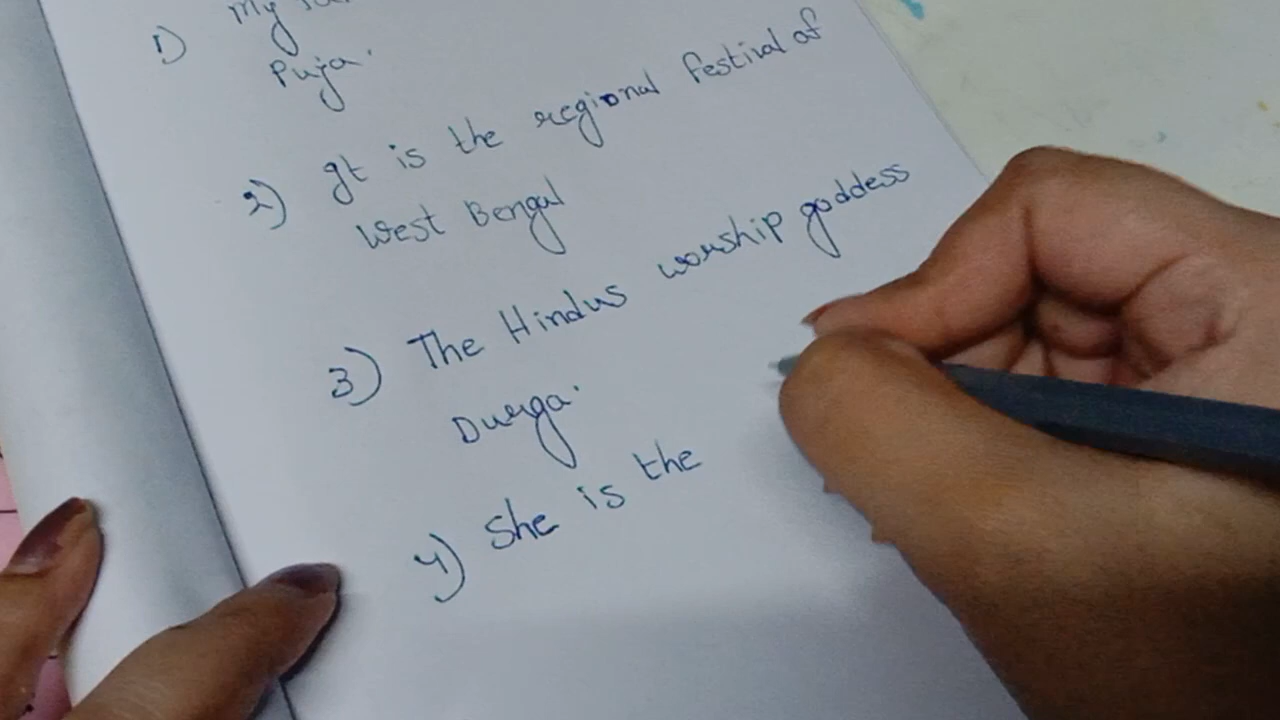 1) My
Puja.
2) It is the regional festival of
West Bengal
3) The Hindus worship goddess
Durga.
4) She is the